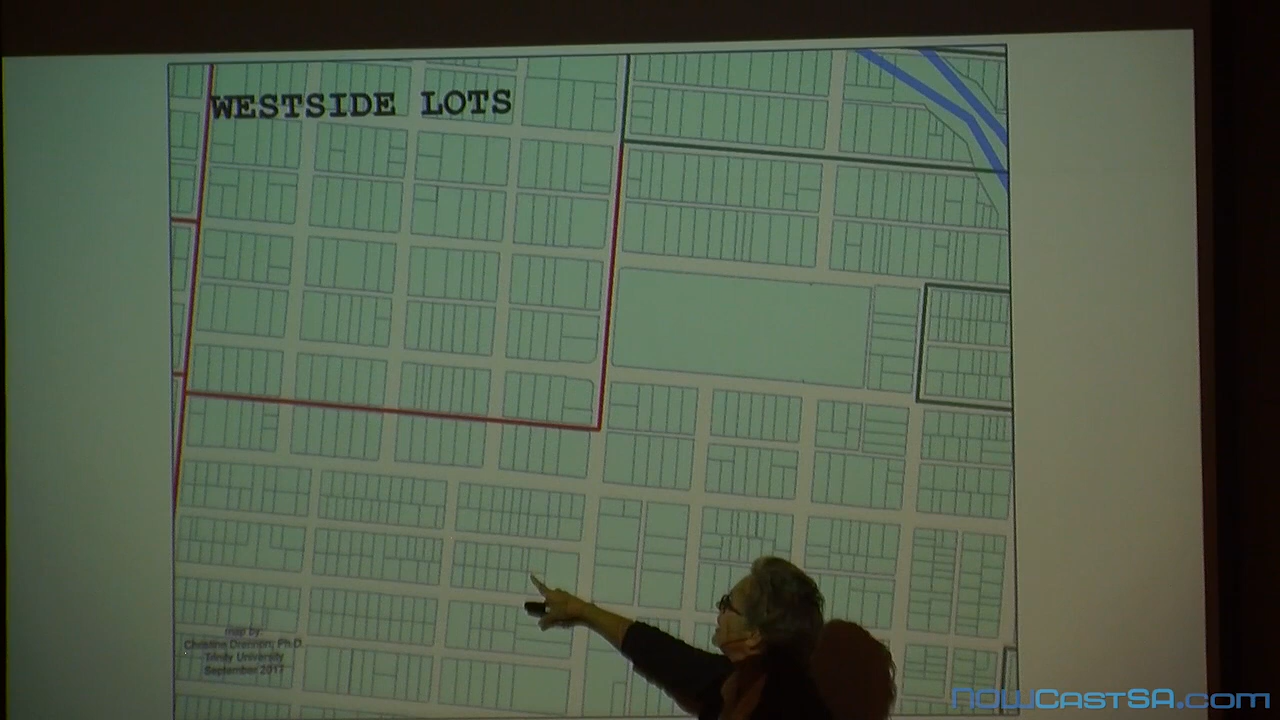 WESTSIDE LOTS
map by:
Christine Drennon, Ph.D.
Trinity University
September 2017
NOWCASTSA.com